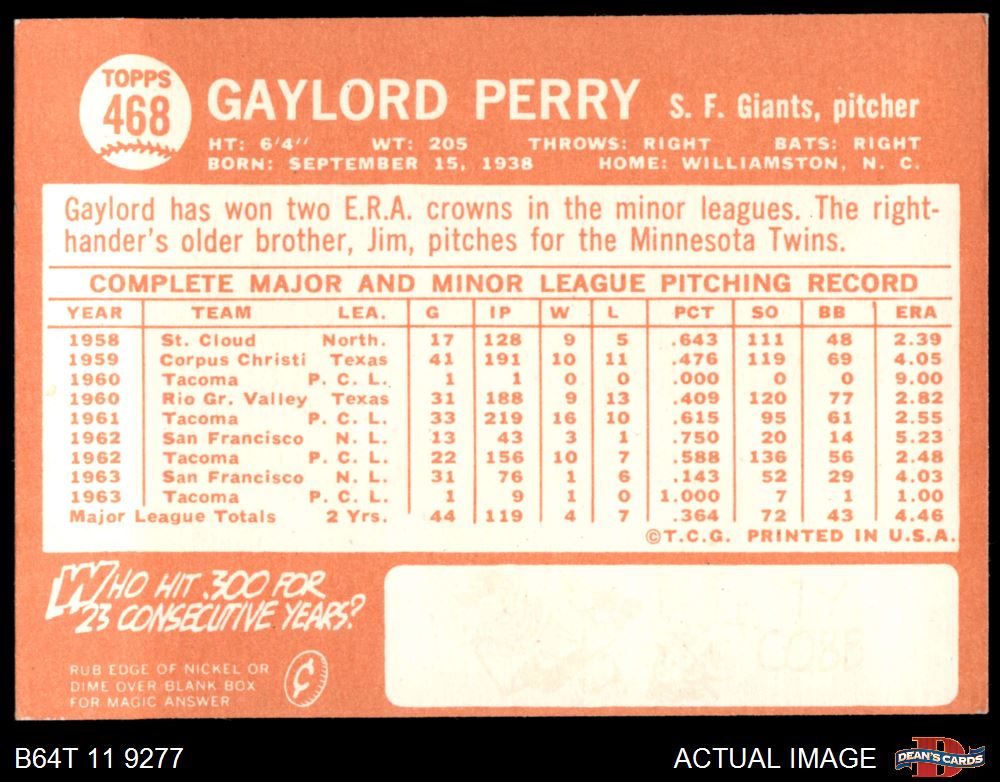 TOPPS
468
GAYLORD PERRY S. F. Giants, pitcher
HT: 6'4" WT: 205 THROWS: RIGHT BATS: RIGHT
BORN: SEPTEMBER 15, 1938 HOME: WILLIAMSTON, N. C.
Gaylord has won two E.R.A. crowns in the minor leagues. The right-
hander's older brother, Jim, pitches for the Minnesota Twins.
COMPLETE MAJOR AND MINOR LEAGUE PITCHING RECORD
YEAR TEAM LEA. G IP W L PCT SO BB ERA
1958 St. Cloud North. 17 128 9 5 .643 111 48 2.39
1959 Corpus Christi Texas 41 191 10 11 .476 119 69 4.05
1960 Tacoma P. C. L. 1 1 0 0 .000 0 0 9.00
1960 Rio Gr. Valley Texas 31 188 9 13 .409 120 77 2.82
1961 Tacoma P. C. L. 33 219 16 10 .615 95 61 2.55
1962 San Francisco N. L. 13 43 3 1 .750 20 14 5.23
1962 Tacoma P. C. L. 22 156 10 7 .588 136 56 2.48
1963 San Francisco N. L. 31 76 1 6 .143 52 29 4.03
1963 Tacoma P. C. L. 1 9 1 0 1.000 7 1 1.00
Major League Totals 2 Yrs. 44 119 4 7 .364 72 43 4.46
©T.C.G. PRINTED IN U.S.A.
WHO HIT .300 FOR
23 CONSECUTIVE YEARS?
RUB EDGE OF NICKEL OR
DIME OVER BLANK BOX
FOR MAGIC ANSWER
TY
COBB
B64T 11 9277 ACTUAL IMAGE DEAN'S CARDS